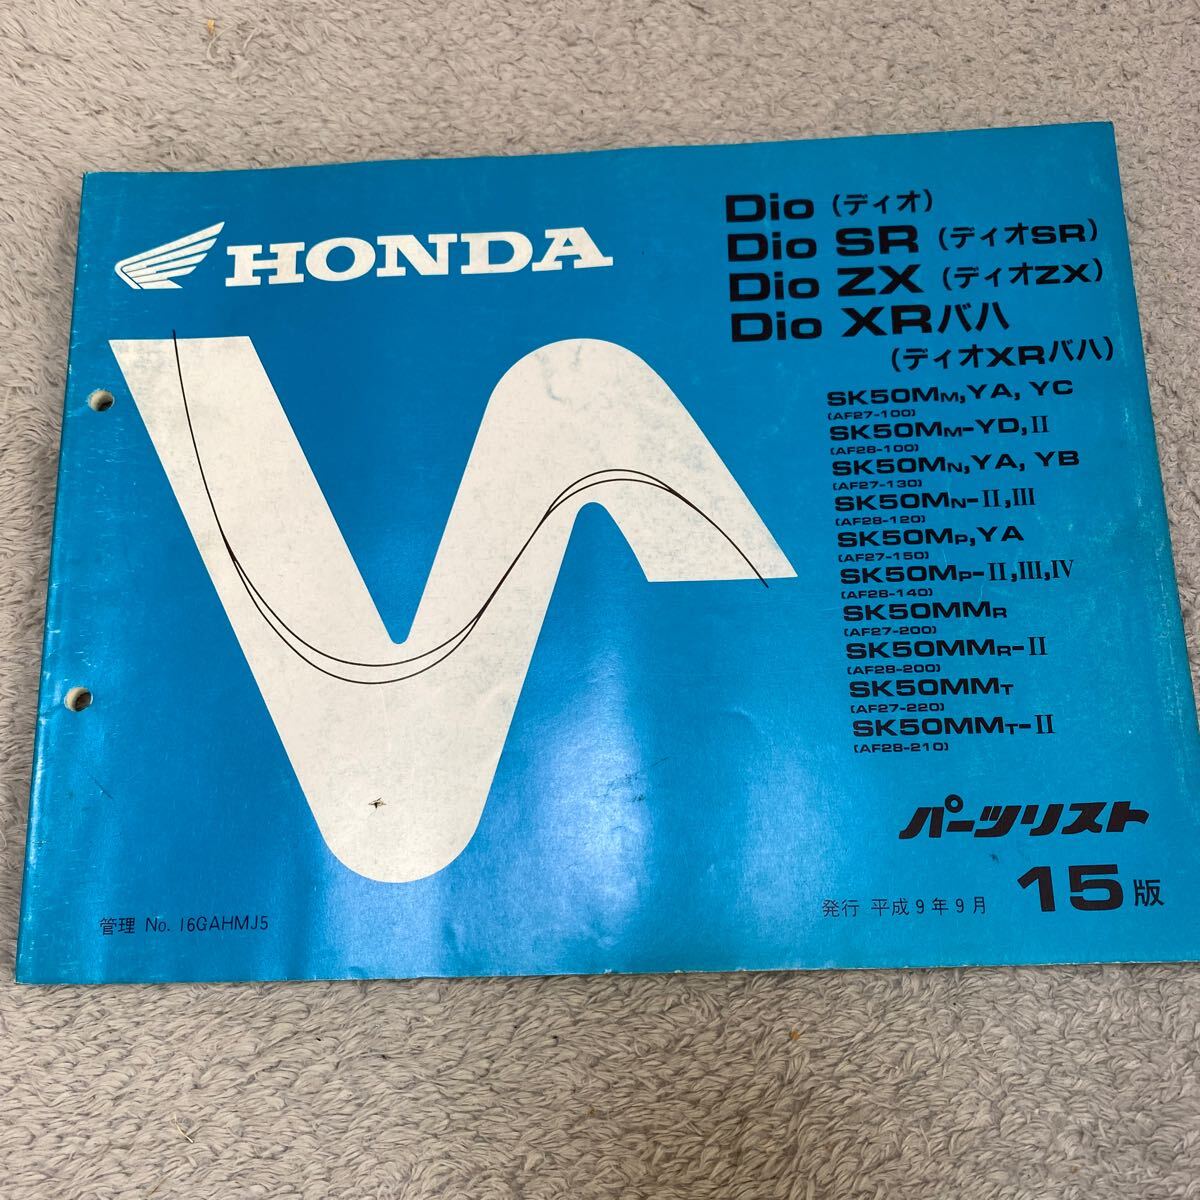 HONDA
Dio (ディオ)
Dio SR (ディオSR)
Dio ZX (ディオZX)
Dio XRバハ
(ディオXRバハ)
SK50MM,YA, YC
(AF27-100)
SK50MM-YD,II
(AF28-100)
SK50MN,YA, YB
(AF27-130)
SK50MN-II,III
(AF28-120)
SK50MP,YA
(AF27-150)
SK50MP-II,III,IV
(AF28-140)
SK50MMR
(AF27-200)
SK50MMR-II
(AF28-200)
SK50MMT
(AF27-220)
SK50MMT-II
(AF28-210)
パーツリスト
管理 No. 16GAHMJ5
発行 平成9年9月 15版